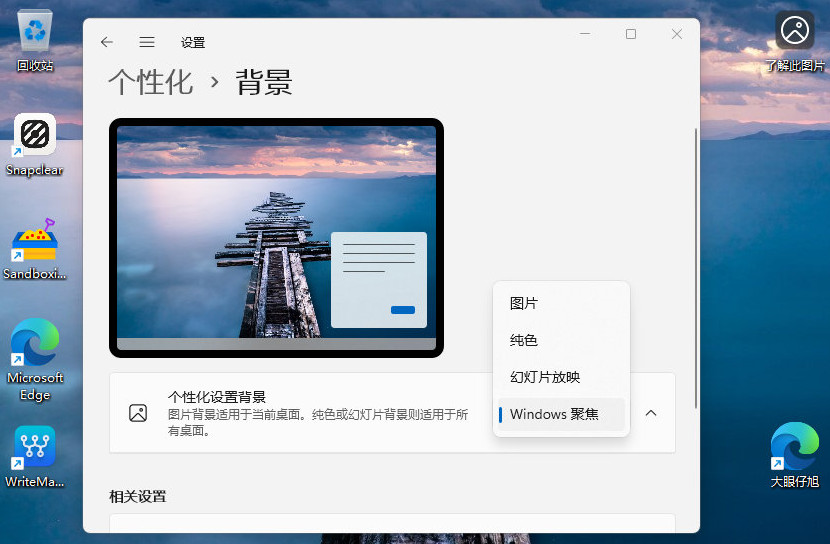 回收站
Snapclear
Sandboxi...
Microsoft
Edge
WriteMa...
设置
个性化 › 背景
个性化设置背景
图片背景适用于当前桌面。纯色或幻灯片背景则适用于所
有桌面。
图片
纯色
幻灯片放映
Windows 聚焦
相关设置
了解此图片
大眼仔旭